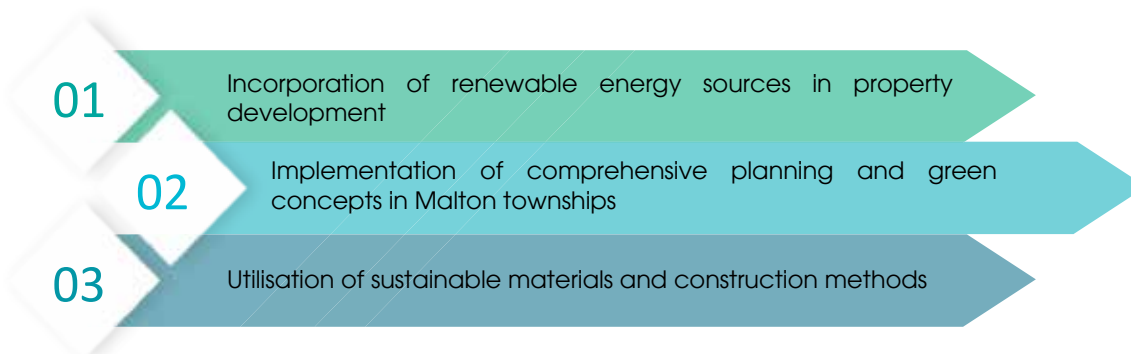 01
Incorporation of renewable energy sources in property
development
02
Implementation of comprehensive planning and green
concepts in Malton townships
03
Utilisation of sustainable materials and construction methods